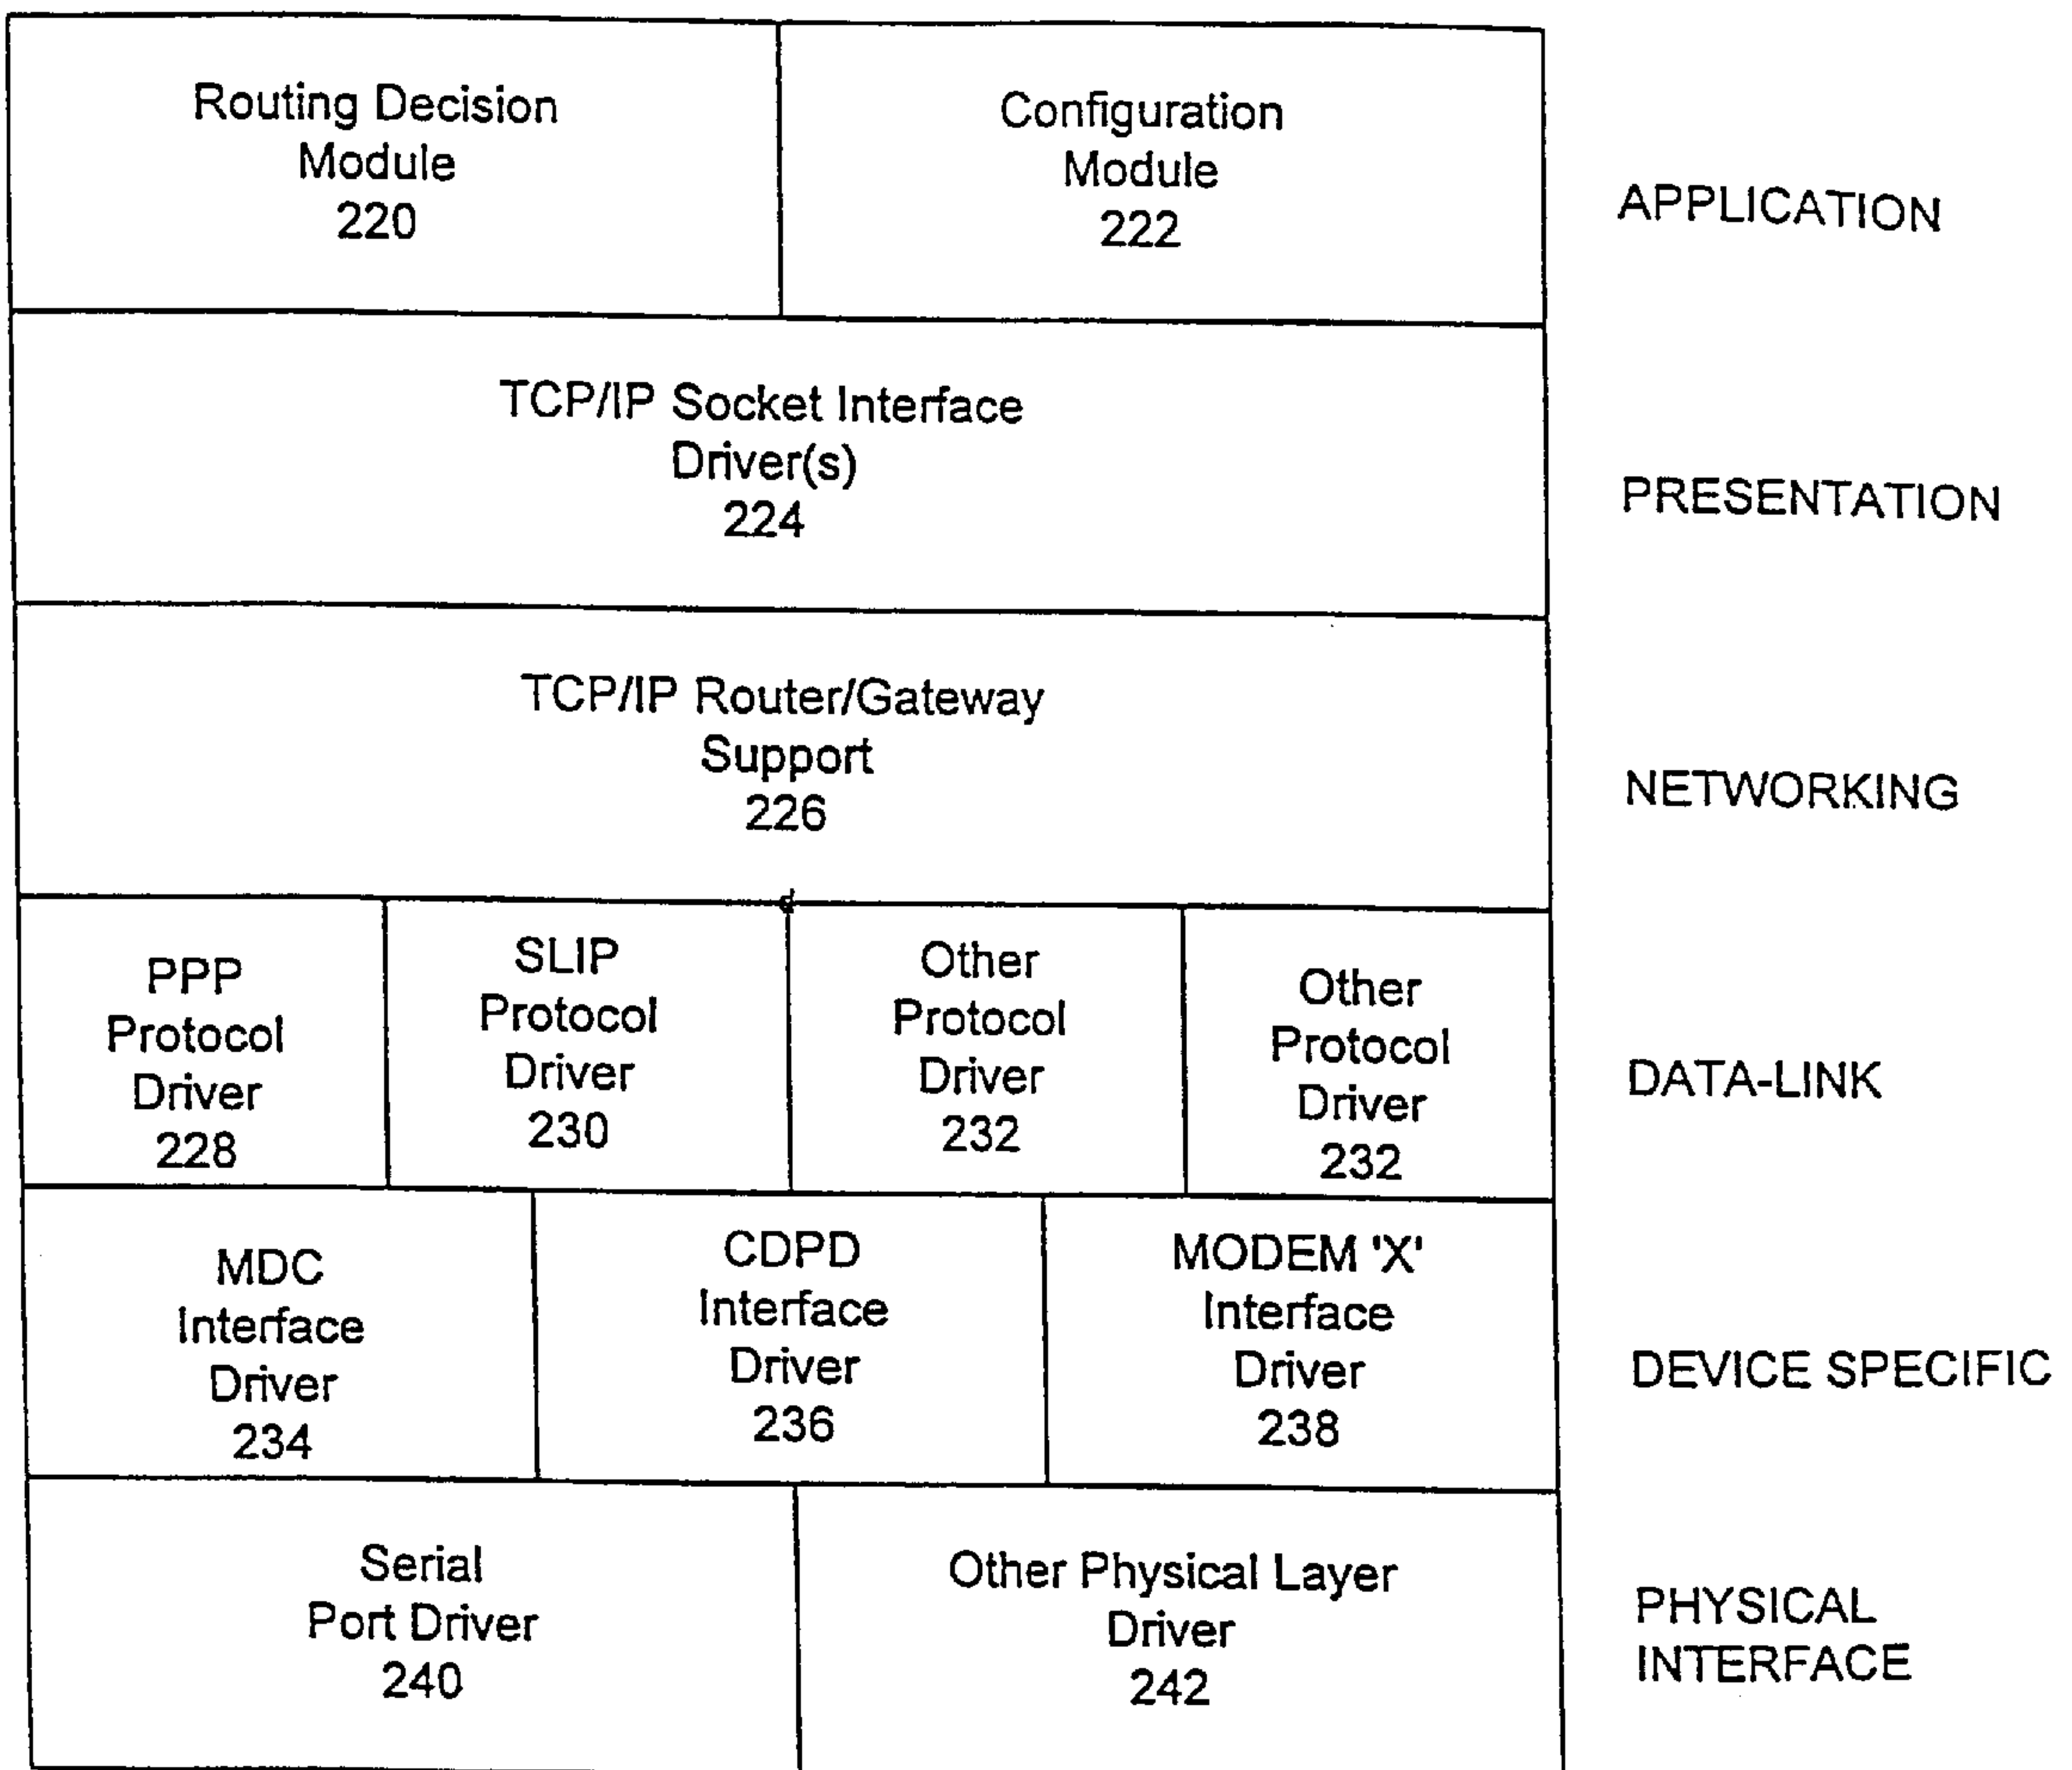 Routing Decision
Module
220
Configuration
Module
222
APPLICATION
TCP/IP Socket Interface
Driver(s)
224
PRESENTATION
TCP/IP Router/Gateway
Support
226
NETWORKING
PPP
Protocol
Driver
228
SLIP
Protocol
Driver
230
Other
Protocol
Driver
232
Other
Protocol
Driver
232
DATA-LINK
MDC
Interface
Driver
234
CDPD
Interface
Driver
236
MODEM 'X'
Interface
Driver
238
DEVICE SPECIFIC
Serial
Port Driver
240
Other Physical Layer
Driver
242
PHYSICAL
INTERFACE